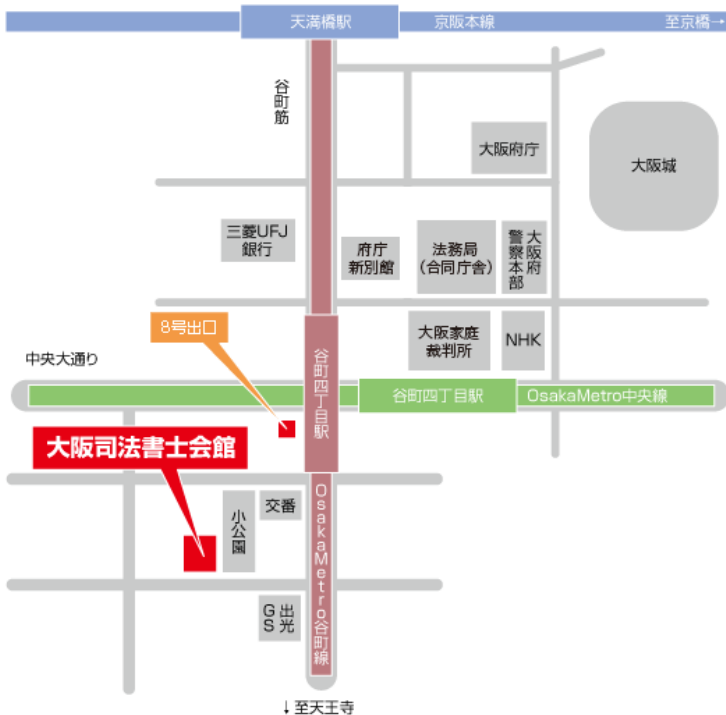 天満橋駅
京阪本線
至京橋→
谷町筋
大阪府庁
大阪城
三菱UFJ
銀行
府庁
新別館
法務局
(合同庁舎)
大阪府
警察本部
8号出口
谷町四丁目駅
大阪家庭
裁判所
NHK
中央大通り
谷町四丁目駅
OsakaMetro中央線
大阪司法書士会館
OsakaMetro谷町線
小公園
交番
出光
GS
↓至天王寺